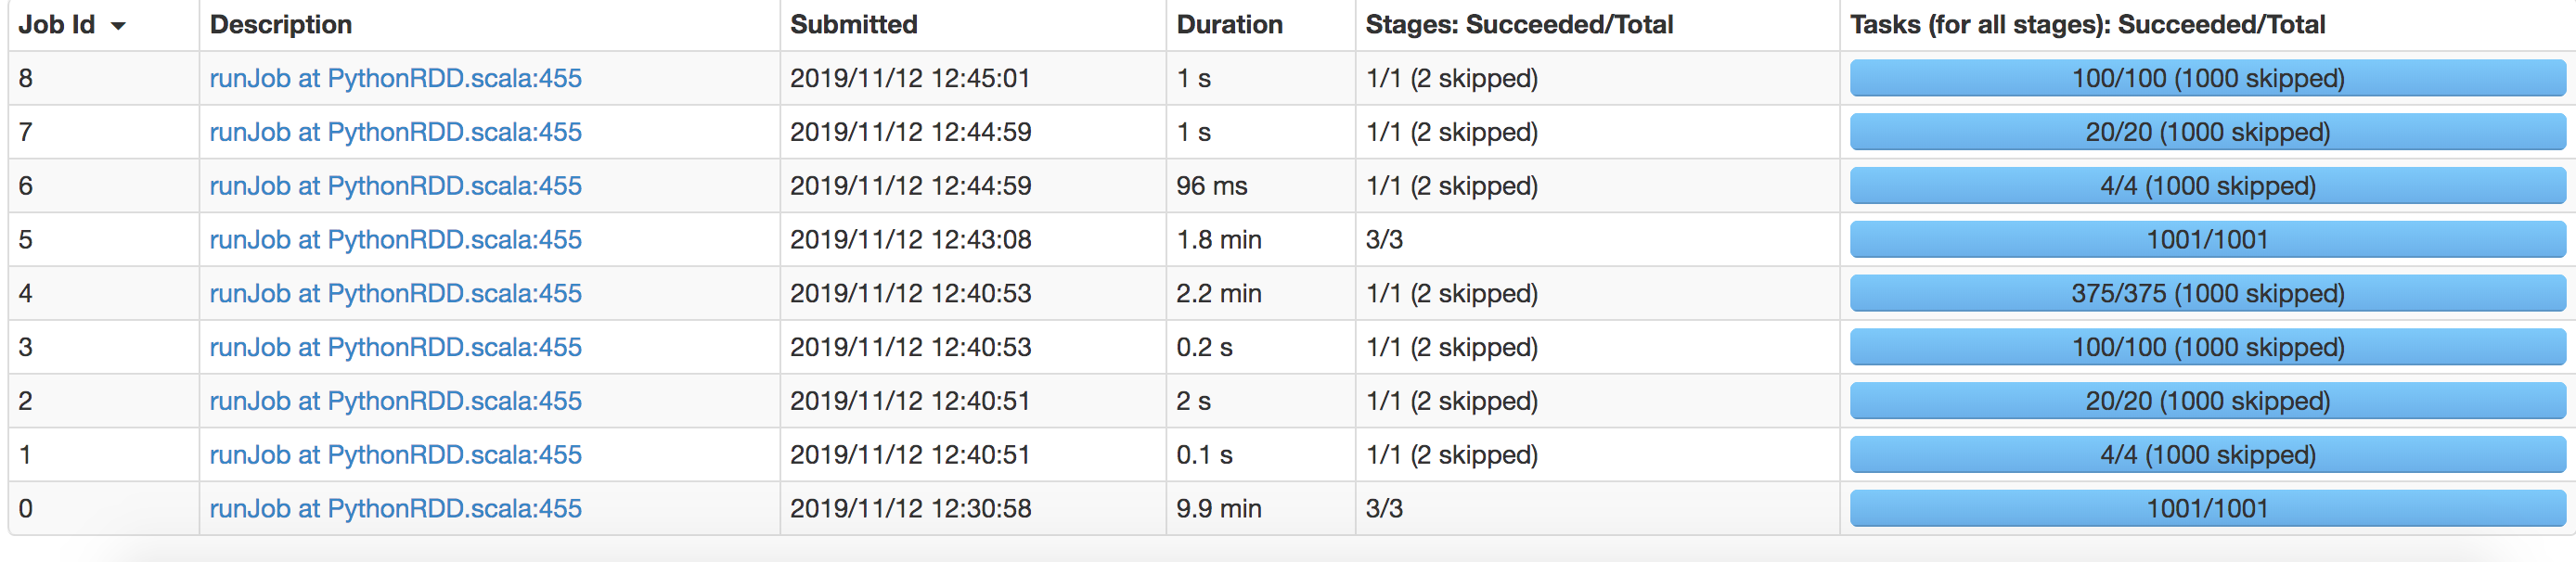 Job Id Description Submitted Duration Stages: Succeeded/Total Tasks (for all stages): Succeeded/Total
8 runJob at PythonRDD.scala:455 2019/11/12 12:45:01 1 s 1/1 (2 skipped) 100/100 (1000 skipped)
7 runJob at PythonRDD.scala:455 2019/11/12 12:44:59 1 s 1/1 (2 skipped) 20/20 (1000 skipped)
6 runJob at PythonRDD.scala:455 2019/11/12 12:44:59 96 ms 1/1 (2 skipped) 4/4 (1000 skipped)
5 runJob at PythonRDD.scala:455 2019/11/12 12:43:08 1.8 min 3/3 1001/1001
4 runJob at PythonRDD.scala:455 2019/11/12 12:40:53 2.2 min 1/1 (2 skipped) 375/375 (1000 skipped)
3 runJob at PythonRDD.scala:455 2019/11/12 12:40:53 0.2 s 1/1 (2 skipped) 100/100 (1000 skipped)
2 runJob at PythonRDD.scala:455 2019/11/12 12:40:51 2 s 1/1 (2 skipped) 20/20 (1000 skipped)
1 runJob at PythonRDD.scala:455 2019/11/12 12:40:51 0.1 s 1/1 (2 skipped) 4/4 (1000 skipped)
0 runJob at PythonRDD.scala:455 2019/11/12 12:30:58 9.9 min 3/3 1001/1001